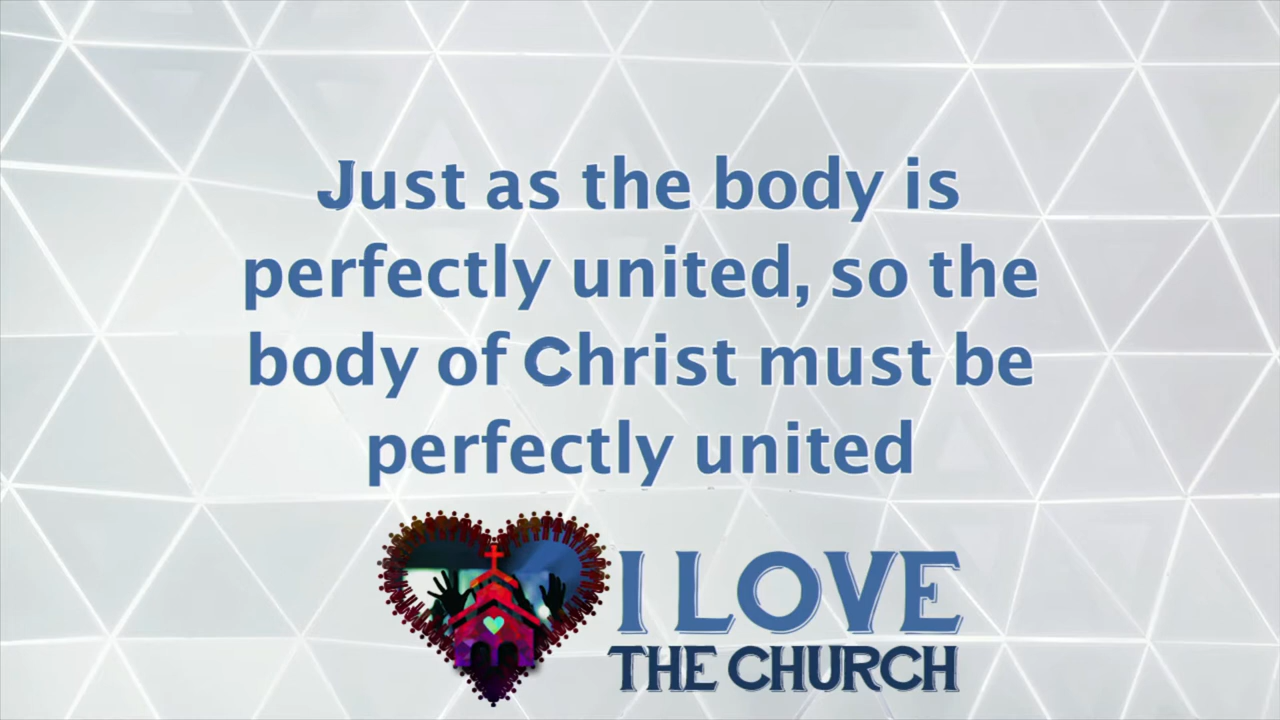 Just as the body is
perfectly united, so the
body of Christ must be
perfectly united
I LOVE
THE CHURCH